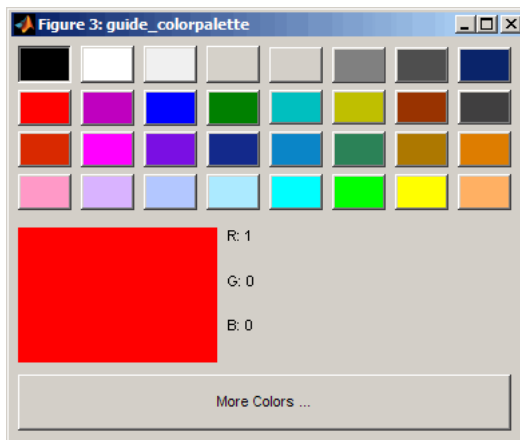 Figure 3: guide_colorpalette
R: 1
G: 0
B: 0
More Colors ...